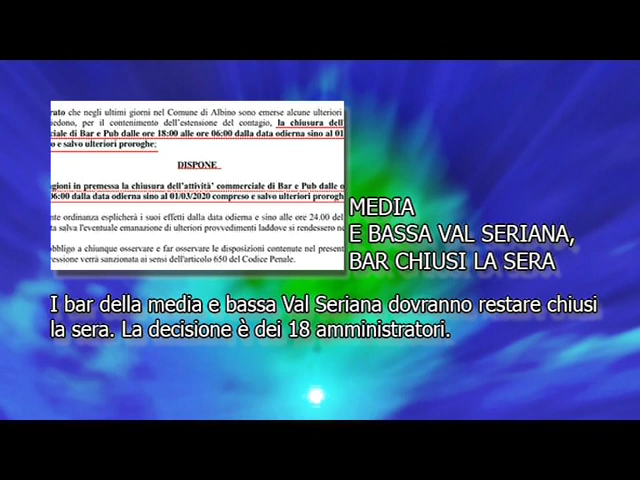 rato che negli ultimi giorni nel Comune di Albino sono emerse alcune ulteriori
iedono, per il contenimento dell'estensione del contagio, la chiusura dell
ciale di Bar e Pub dalle ore 18:00 alle ore 06:00 dalla data odierna sino al 01
o e salvo ulteriori proroghe;
DISPONE
agioni in premessa la chiusura dell'attività' commerciale di Bar e Pub dalle o
06:00 dalla data odierna sino al 01/03/2020 compreso e salvo ulteriori proroghe
ente ordinanza esplicherà i suoi effetti dalla data odierna e sino alle ore 24.00 del
ta salva l'eventuale emanazione di ulteriori provvedimenti laddove si rendessero ne
obbligo a chiunque osservare e far osservare le disposizioni contenute nel present
ressione verrà sanzionata ai sensi dell'articolo 650 del Codice Penale.
MEDIA
E BASSA VAL SERIANA,
BAR CHIUSI LA SERA
I bar della media e bassa Val Seriana dovranno restare chiusi
la sera. La decisione è dei 18 amministratori.